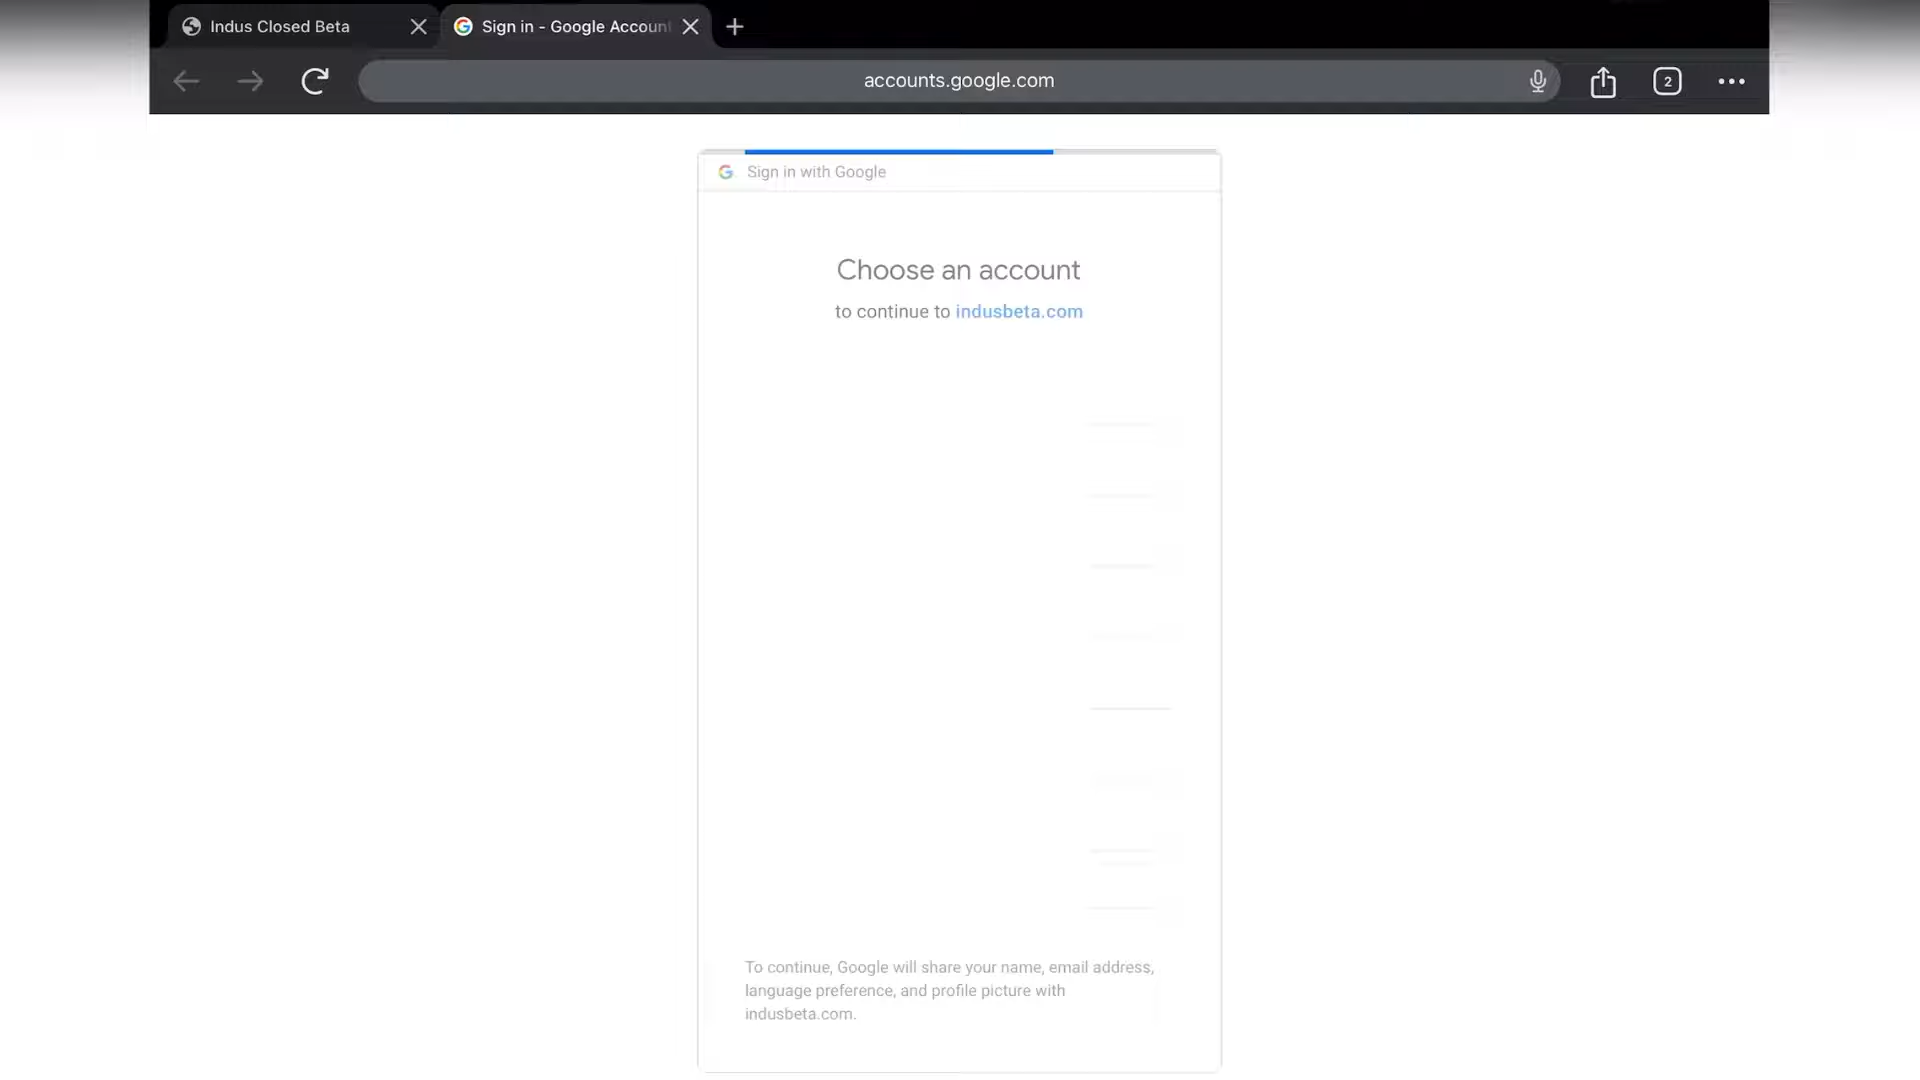 Indus Closed Beta
Sign in - Google Accoun
accounts.google.com
2
Sign in with Google
Choose an account
to continue to indusbeta.com
To continue, Google will share your name, email address,
language preference, and profile picture with
indusbeta.com.